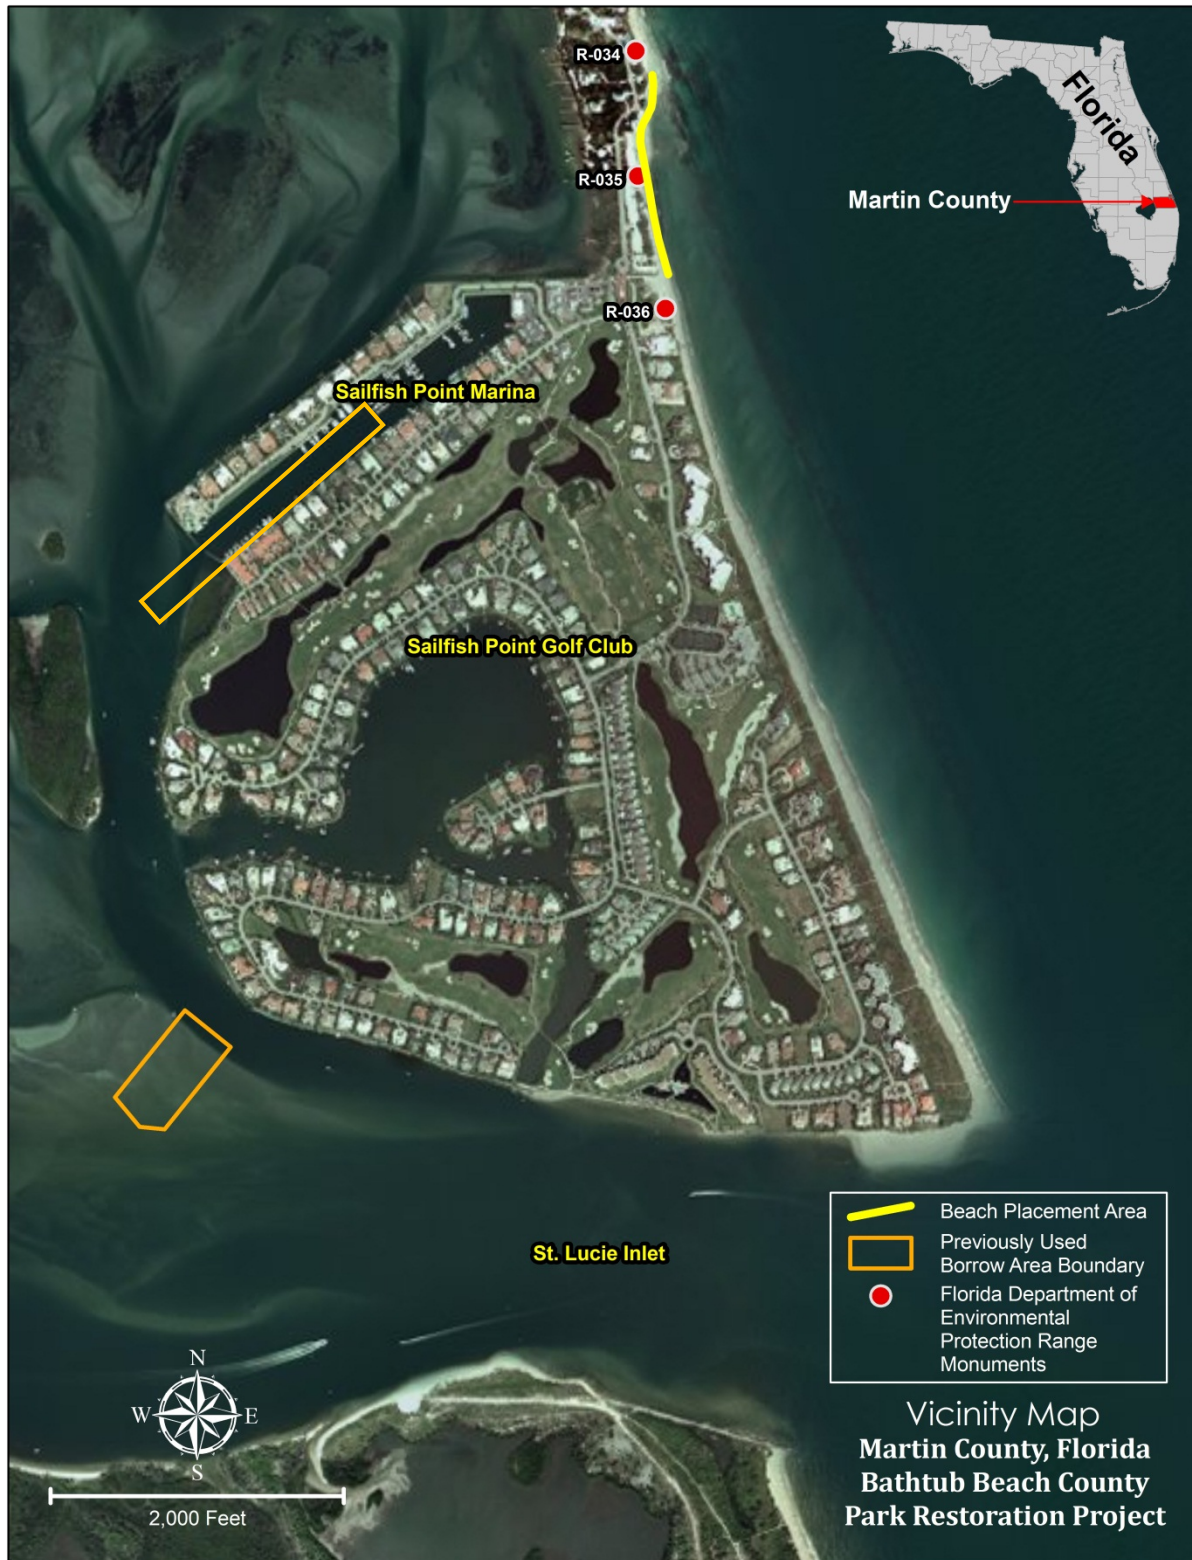 R-034
Florida
R-035
Martin County
R-036
Sailfish Point Marina
Sailfish Point Golf Club
St. Lucie Inlet
Beach Placement Area
Previously Used
Borrow Area Boundary
Florida Department of
Environmental
Protection Range
Monuments
N
W
E
S
2,000 Feet
Vicinity Map
Martin County, Florida
Bathtub Beach County
Park Restoration Project